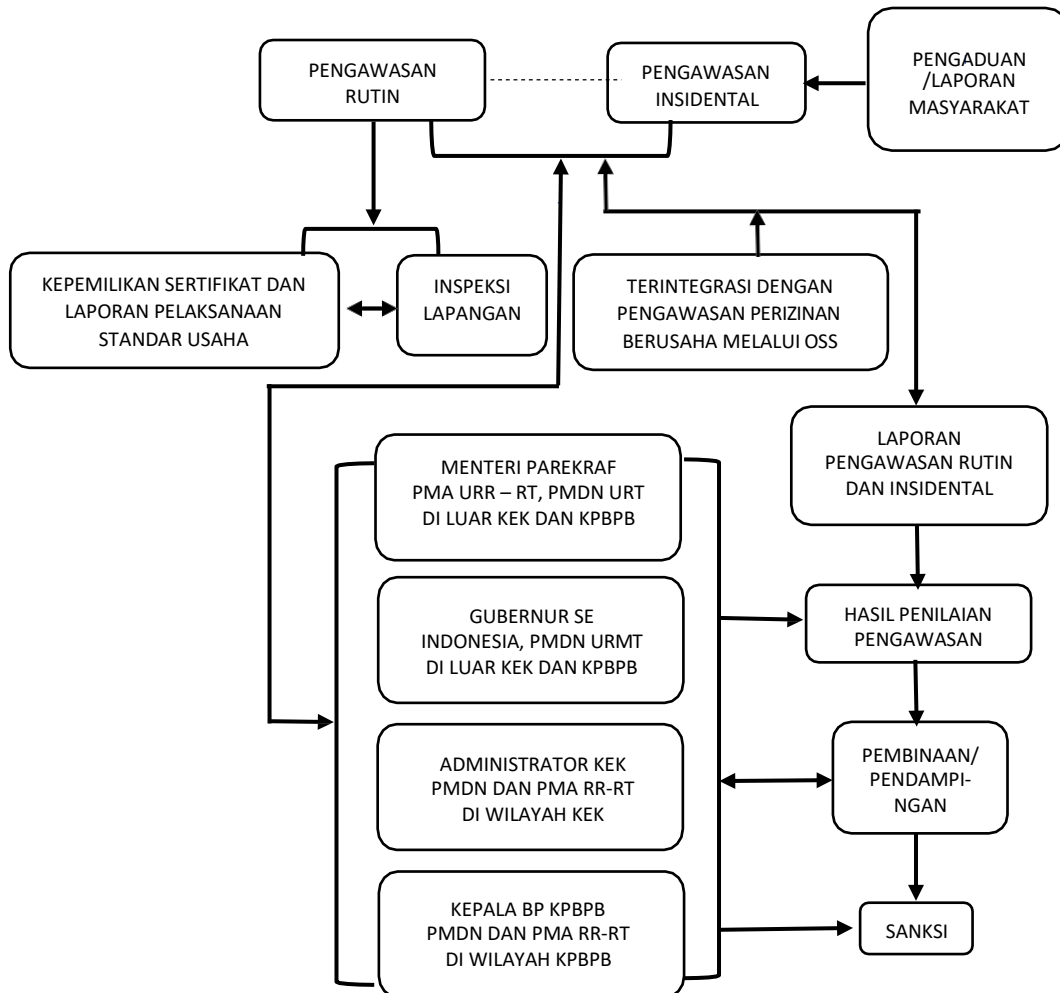 PENGAWASAN
RUTIN
PENGAWASAN
INSIDENTAL
PENGADUAN
/LAPORAN
MASYARAKAT
KEPEMILIKAN SERTIFIKAT DAN
LAPORAN PELAKSANAAN
STANDAR USAHA
INSPEKSI
LAPANGAN
TERINTEGRASI DENGAN
PENGAWASAN PERIZINAN
BERUSAHA MELALUI OSS
MENTERI PAREKRAF
PMA URR – RT, PMDN URT
DI LUAR KEK DAN KPBPB
LAPORAN
PENGAWASAN RUTIN
DAN INSIDENTAL
GUBERNUR SE
INDONESIA, PMDN URMT
DI LUAR KEK DAN KPBPB
HASIL PENILAIAN
PENGAWASAN
ADMINISTRATOR KEK
PMDN DAN PMA RR-RT
DI WILAYAH KEK
PEMBINAAN/
PENDAMPI-
NGAN
KEPALA BP KPBPB
PMDN DAN PMA RR-RT
DI WILAYAH KPBPB
SANKSI